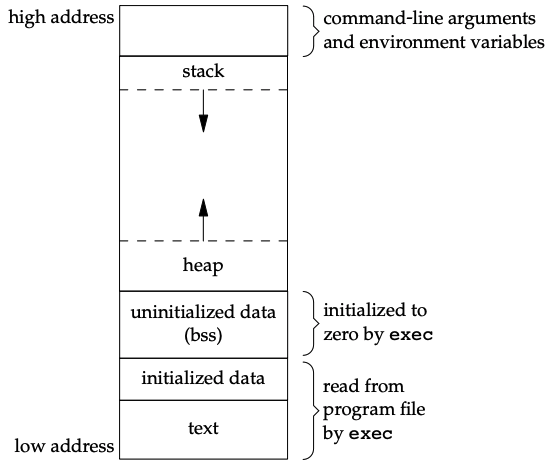 high address
command-line arguments
and environment variables
stack
heap
uninitialized data
(bss)
initialized to
zero by exec
initialized data
read from
program file
by exec
text
low address